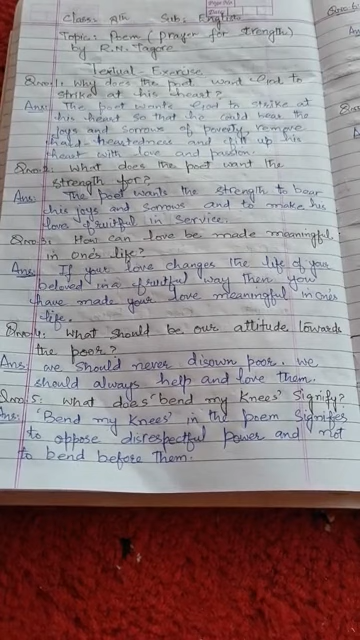 Class: 8th Sub: English
Topic: Poem (Prayer for strength)
by R.N. Tagore
Textual Exercise
Why does the poet want God to
strike at his heart?
Ans: The poet wants God to strike at
his heart so that he could bear the
joys and sorrows of poverty, remove
hard-heartedness and fill up his
heart with love and
What does the poet want the
strength for?
Ans: The poet wants the strength to bear
his joys and sorrows and to make his
love fruitful in service.
Q.no.3: How can love be made meaningful
in one's life?
Ans: If your love changes the life of your
beloved in a fruitful way then you
have made your love meaningful in one's
life.
Q.no.4: What should be our attitude towards
the poor?
Ans: We should never disown poor. We
should always help and love them.
Q.no.5: What does 'bend my knees' signify?
Ans: 'Bend my knees' in the poem signifies
to oppose disrespectful power and not
to bend before them.